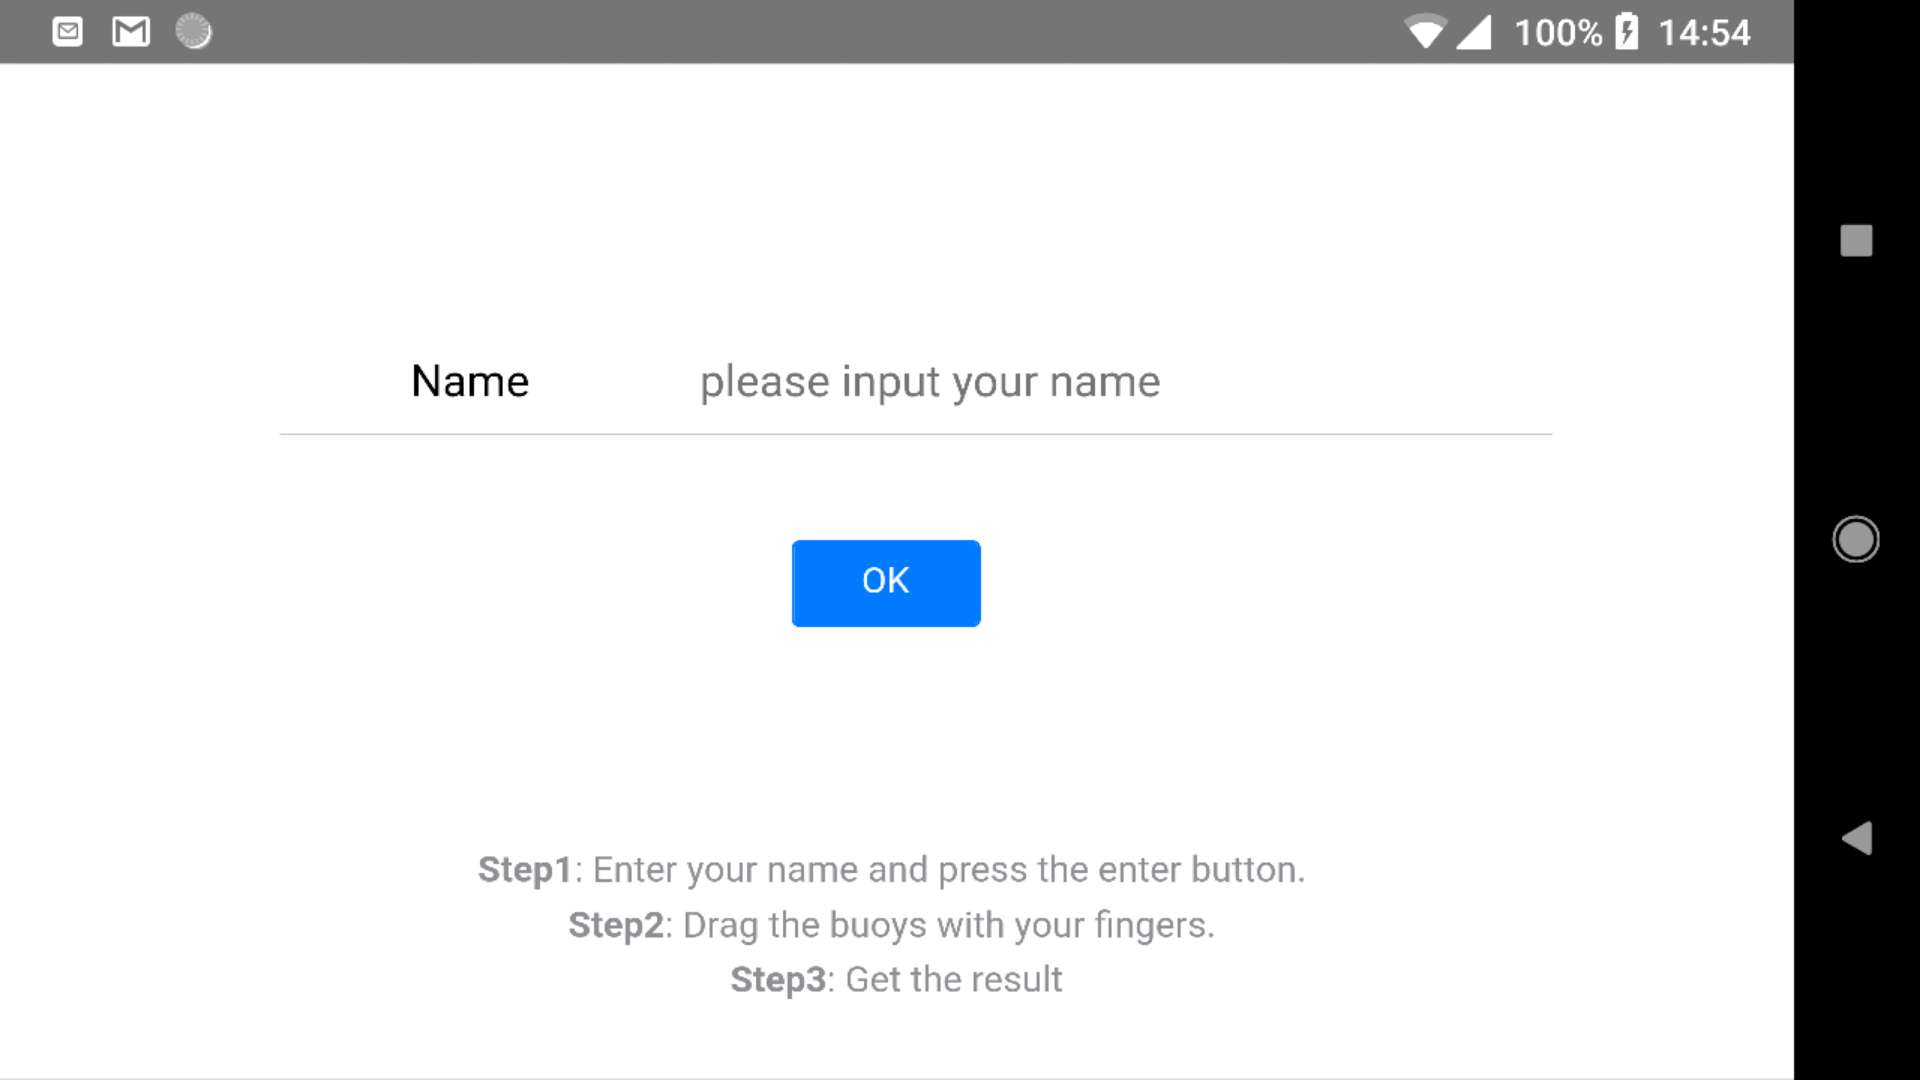 100% 14:54
Name please input your name
OK
Step1: Enter your name and press the enter button.
Step2: Drag the buoys with your fingers.
Step3: Get the result